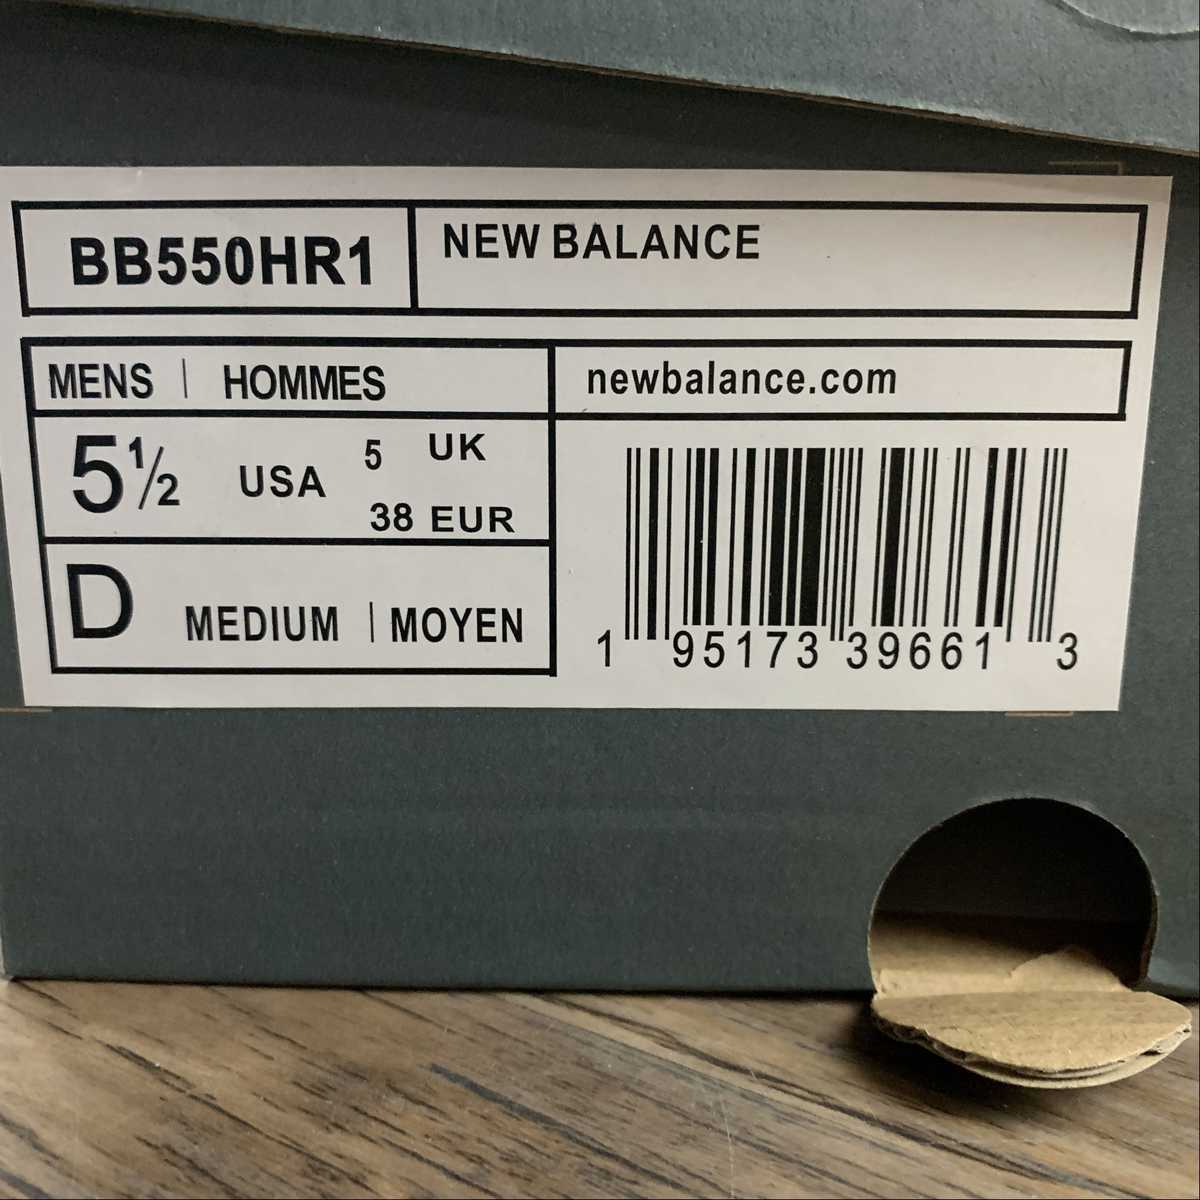 BB550HR1
NEW BALANCE
MENS | HOMMES
newbalance.com
5½ USA 5 UK
38 EUR
D MEDIUM | MOYEN
1 95173 39661 3